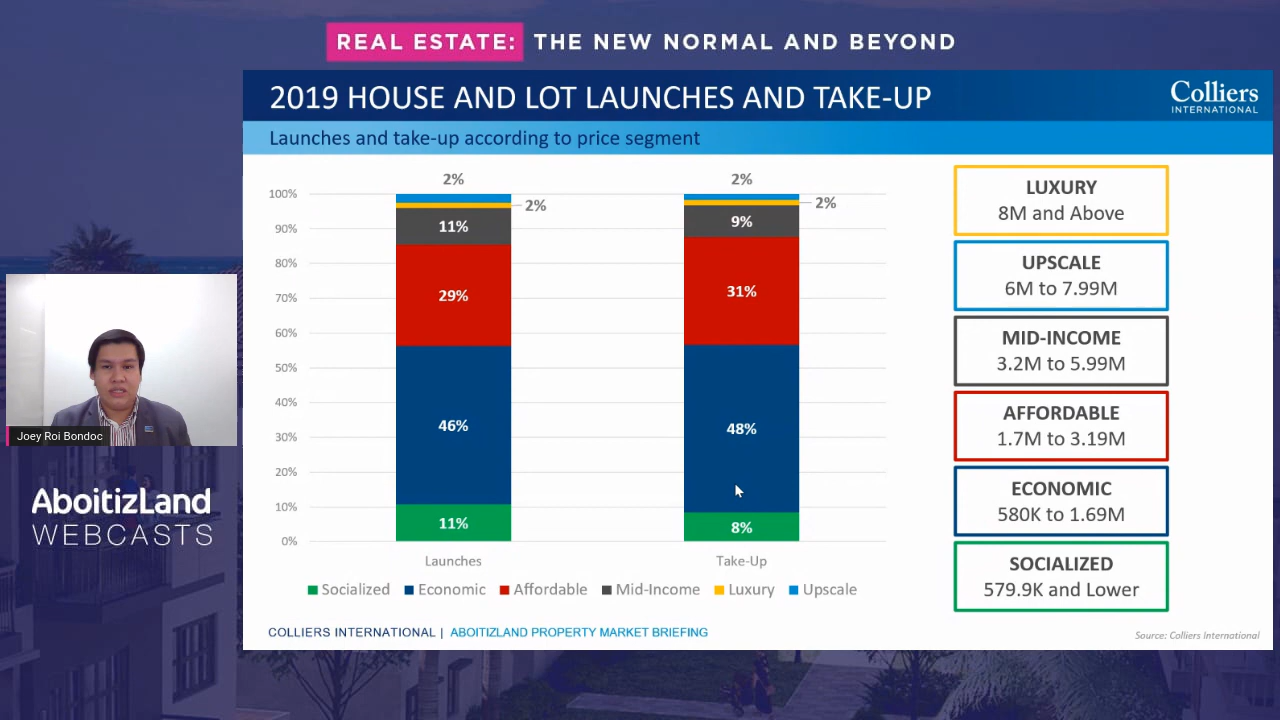 REAL ESTATE: THE NEW NORMAL AND BEYOND
2019 HOUSE AND LOT LAUNCHES AND TAKE-UP
Colliers
INTERNATIONAL
Launches and take-up according to price segment
2%
2%
100%
90%
80%
70%
60%
50%
40%
30%
20%
10%
0%
2%
11%
29%
46%
11%
2%
9%
31%
48%
8%
Launches
Take-Up
Socialized Economic Affordable Mid-Income Luxury Upscale
LUXURY
8M and Above
UPSCALE
6M to 7.99M
MID-INCOME
3.2M to 5.99M
AFFORDABLE
1.7M to 3.19M
ECONOMIC
580K to 1.69M
SOCIALIZED
579.9K and Lower
COLLIERS INTERNATIONAL | ABOITIZLAND PROPERTY MARKET BRIEFING
Source: Colliers International
Joey Roi Bondoc
AboitizLand
WEBCASTS